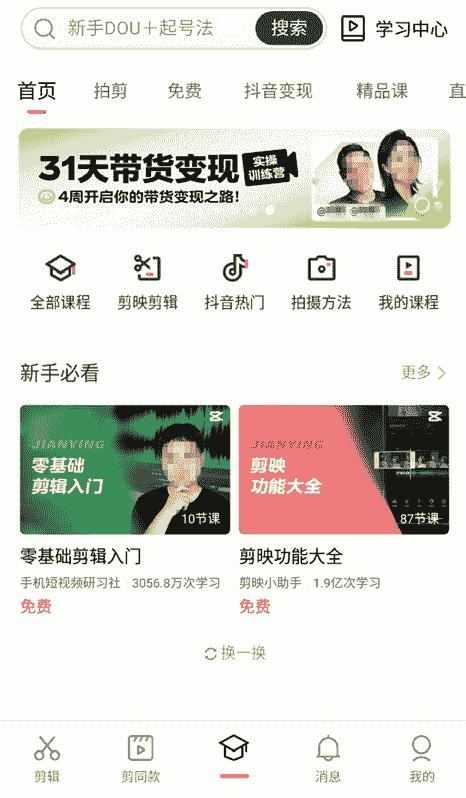 新手DOU+起号法
搜索
学习中心
首页 拍剪 免费 抖音变现 精品课 直
31天带货变现 实操
训练营
4周开启你的带货变现之路!
全部课程 剪映剪辑 抖音热门 拍摄方法 我的课程
新手必看 更多
JIANYING
零基础
剪辑入门
10节课
JIANYING
剪映
功能大全
87节课
零基础剪辑入门
手机短视频研习社 3056.8万次学习
免费
剪映功能大全
剪映小助手 1.9亿次学习
免费
换一换
剪辑 剪同款 消息 我的